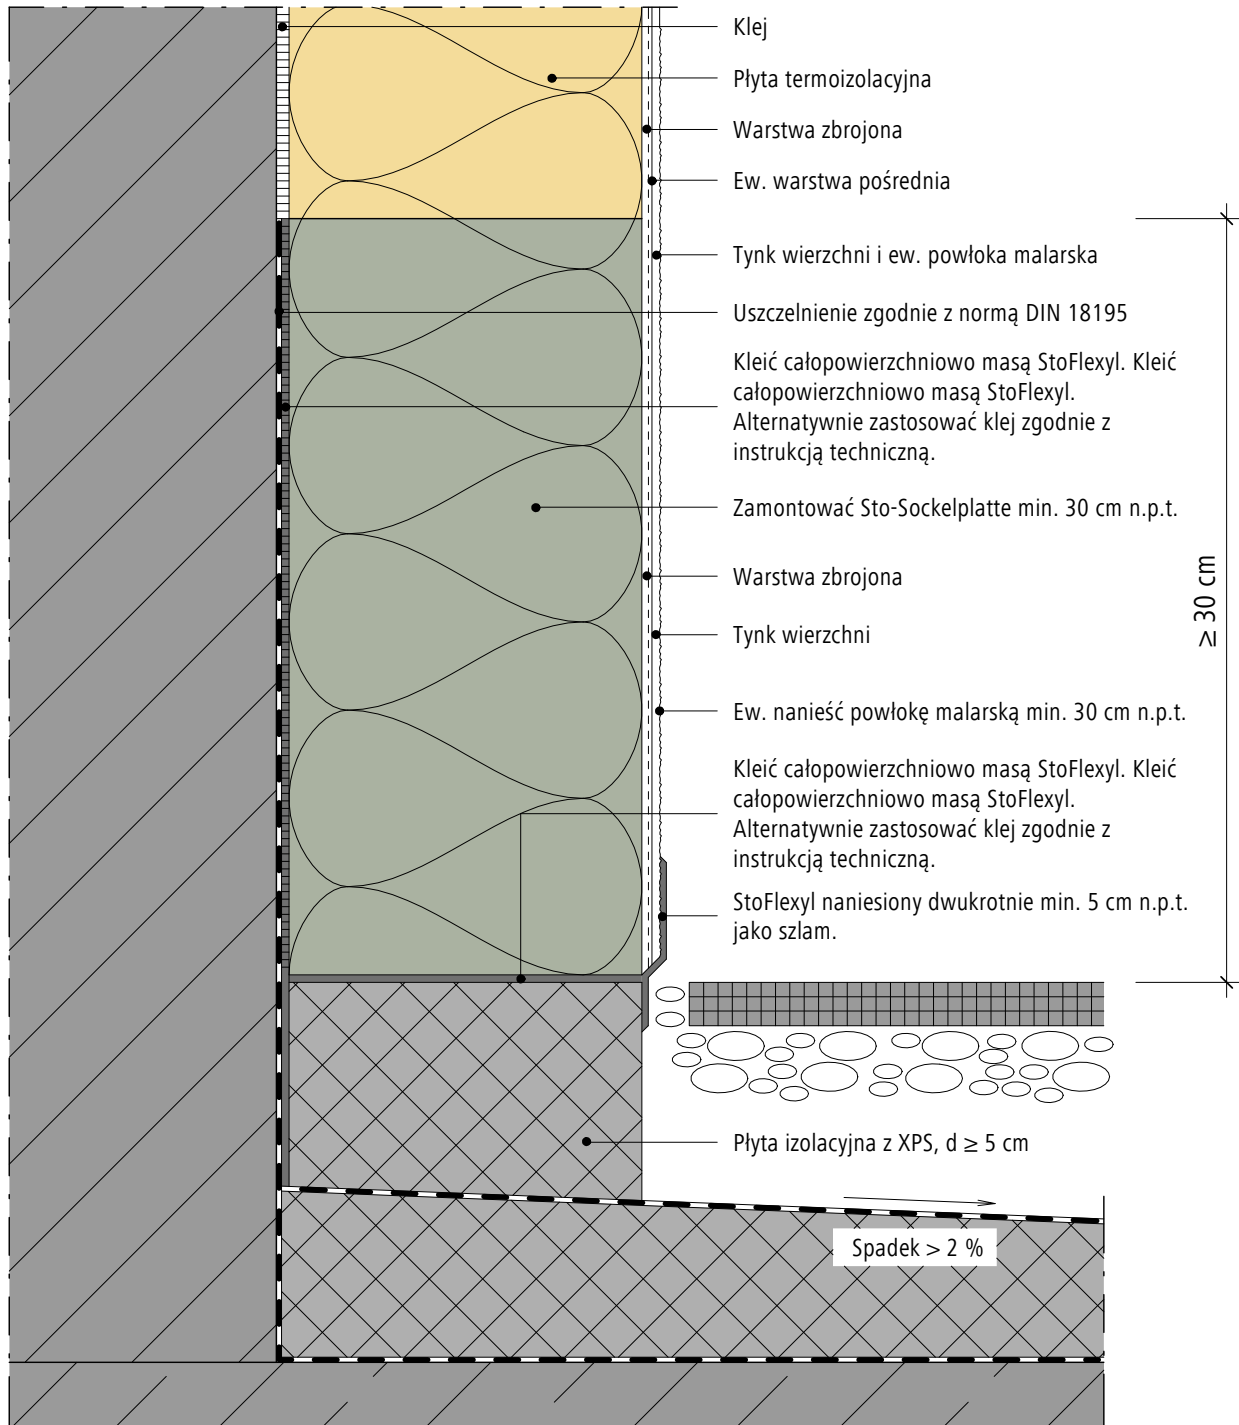 Klej
Płyta termoizolacyjna
Warstwa zbrojona
Ew. warstwa pośrednia
Tynk wierzchni i ew. powłoka malarska
Uszczelnienie zgodnie z normą DIN 18195
Kleić całopowierzchniowo masą StoFlexyl. Kleić
całopowierzchniowo masą StoFlexyl.
Alternatywnie zastosować klej zgodnie z
instrukcją techniczną.
Zamontować Sto-Sockelplatte min. 30 cm n.p.t.
Warstwa zbrojona
≥ 30 cm
Tynk wierzchni
Ew. nanieść powłokę malarską min. 30 cm n.p.t.
Kleić całopowierzchniowo masą StoFlexyl. Kleić
całopowierzchniowo masą StoFlexyl.
Alternatywnie zastosować klej zgodnie z
instrukcją techniczną.
StoFlexyl naniesiony dwukrotnie min. 5 cm n.p.t.
jako szlam.
Płyta izolacyjna z XPS, d ≥ 5 cm
Spadek > 2 %